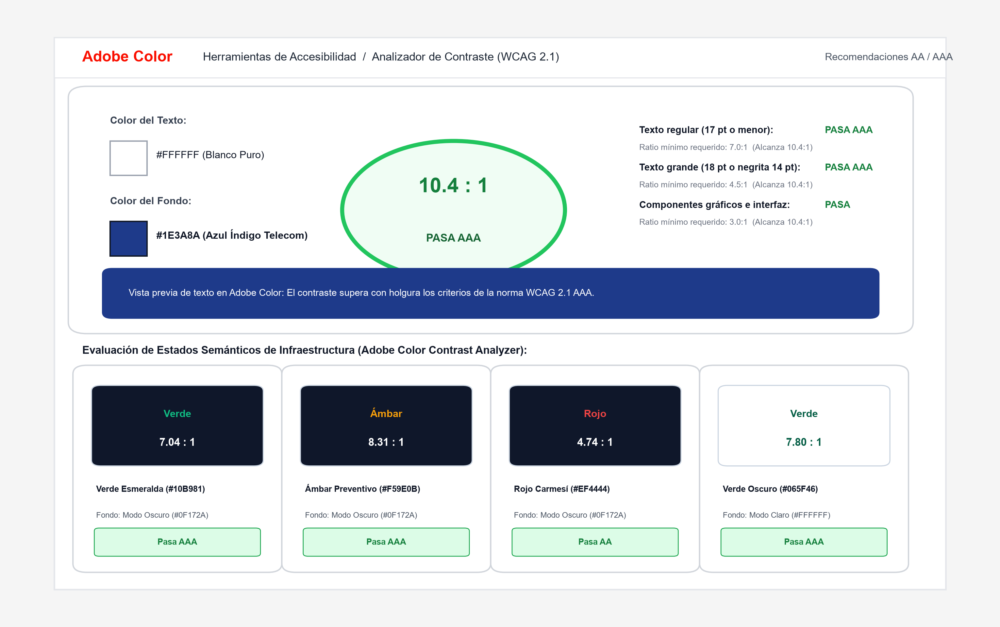 Adobe Color
Herramientas de Accesibilidad / Analizador de Contraste (WCAG 2.1)
Recomendaciones AA / AAA
Color del Texto:
#FFFFFF (Blanco Puro)
Color del Fondo:
#1E3A8A (Azul Índigo Telecom)
10.4 : 1
PASA AAA
Texto regular (17 pt o menor): PASA AAA
Ratio mínimo requerido: 7.0:1 (Alcanza 10.4:1)
Texto grande (18 pt o negrita 14 pt): PASA AAA
Ratio mínimo requerido: 4.5:1 (Alcanza 10.4:1)
Componentes gráficos e interfaz: PASA
Ratio mínimo requerido: 3.0:1 (Alcanza 10.4:1)
Vista previa de texto en Adobe Color: El contraste supera con holgura los criterios de la norma WCAG 2.1 AAA.
Evaluación de Estados Semánticos de Infraestructura (Adobe Color Contrast Analyzer):
Verde
7.04 : 1
Verde Esmeralda (#10B981)
Fondo: Modo Oscuro (#0F172A)
Pasa AAA
Ámbar
8.31 : 1
Ámbar Preventivo (#F59E0B)
Fondo: Modo Oscuro (#0F172A)
Pasa AAA
Rojo
4.74 : 1
Rojo Carmesí (#EF4444)
Fondo: Modo Oscuro (#0F172A)
Pasa AA
Verde
7.80 : 1
Verde Oscuro (#065F46)
Fondo: Modo Claro (#FFFFFF)
Pasa AAA